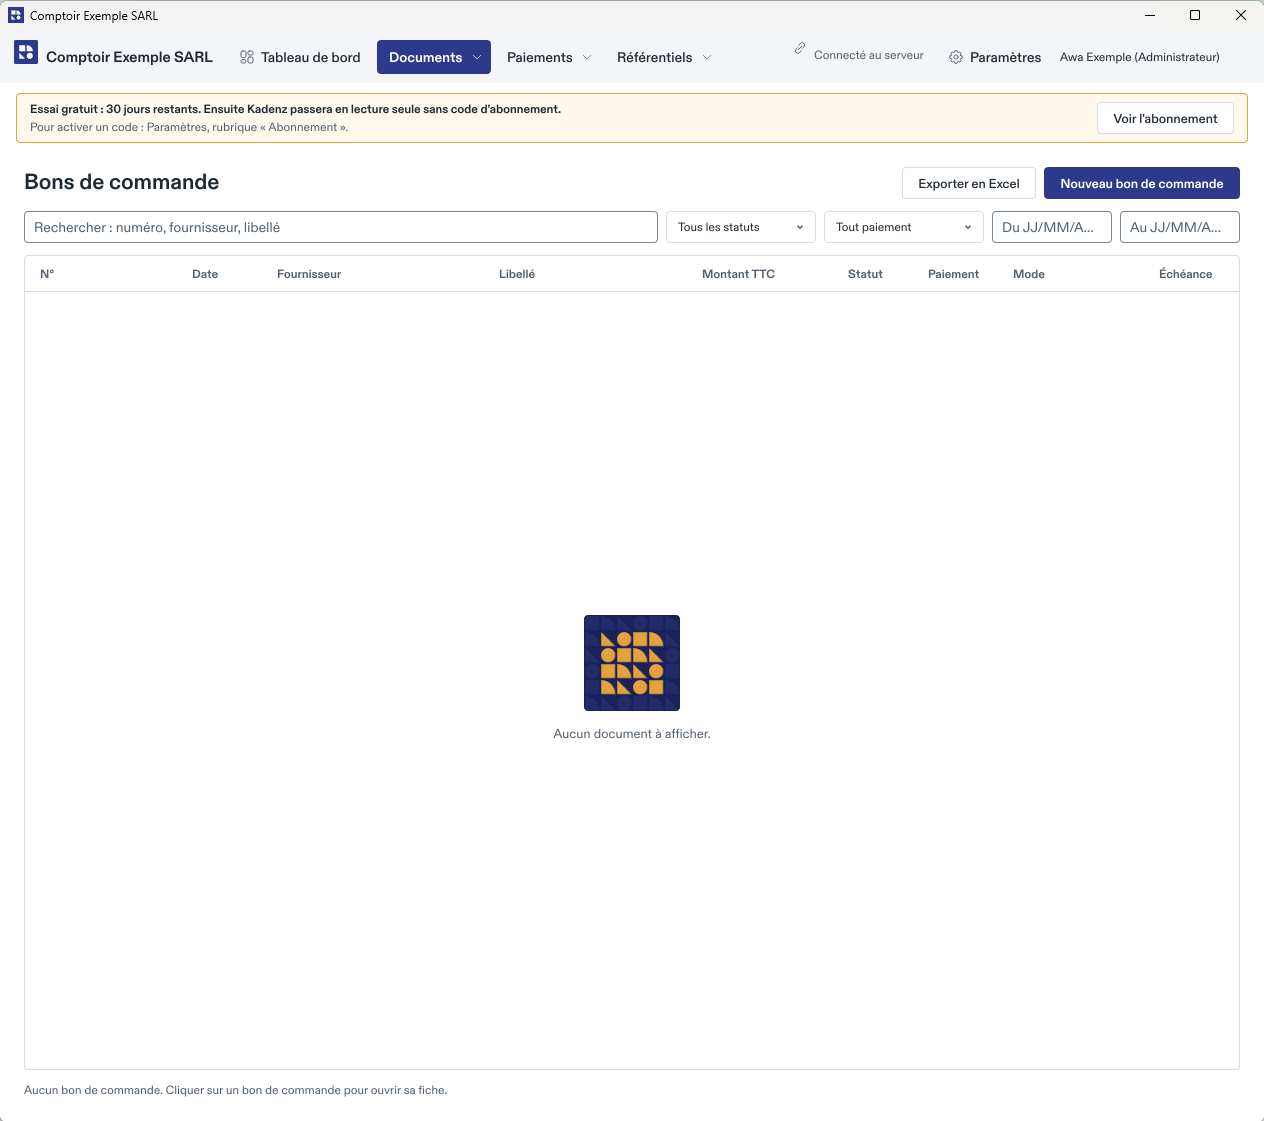 Comptoir Exemple SARL
Comptoir Exemple SARL
Tableau de bord
Documents
Paiements
Référentiels
Connecté au serveur
Paramètres
Awa Exemple (Administrateur)
Essai gratuit : 30 jours restants. Ensuite Kadenz passera en lecture seule sans code d'abonnement.
Pour activer un code : Paramètres, rubrique « Abonnement ».
Voir l'abonnement
Bons de commande
Exporter en Excel
Nouveau bon de commande
Rechercher : numéro, fournisseur, libellé
Tous les statuts
Tout paiement
Du JJ/MM/A...
Au JJ/MM/A...
N°
Date
Fournisseur
Libellé
Montant TTC
Statut
Paiement
Mode
Échéance
Aucun document à afficher.
Aucun bon de commande. Cliquer sur un bon de commande pour ouvrir sa fiche.